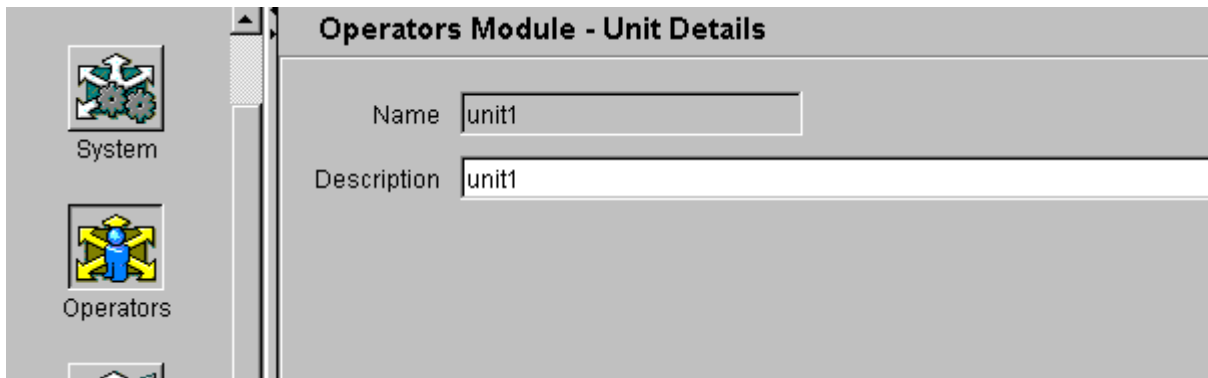 Operators Module - Unit Details
System
Operators
Name unit1
Description unit1